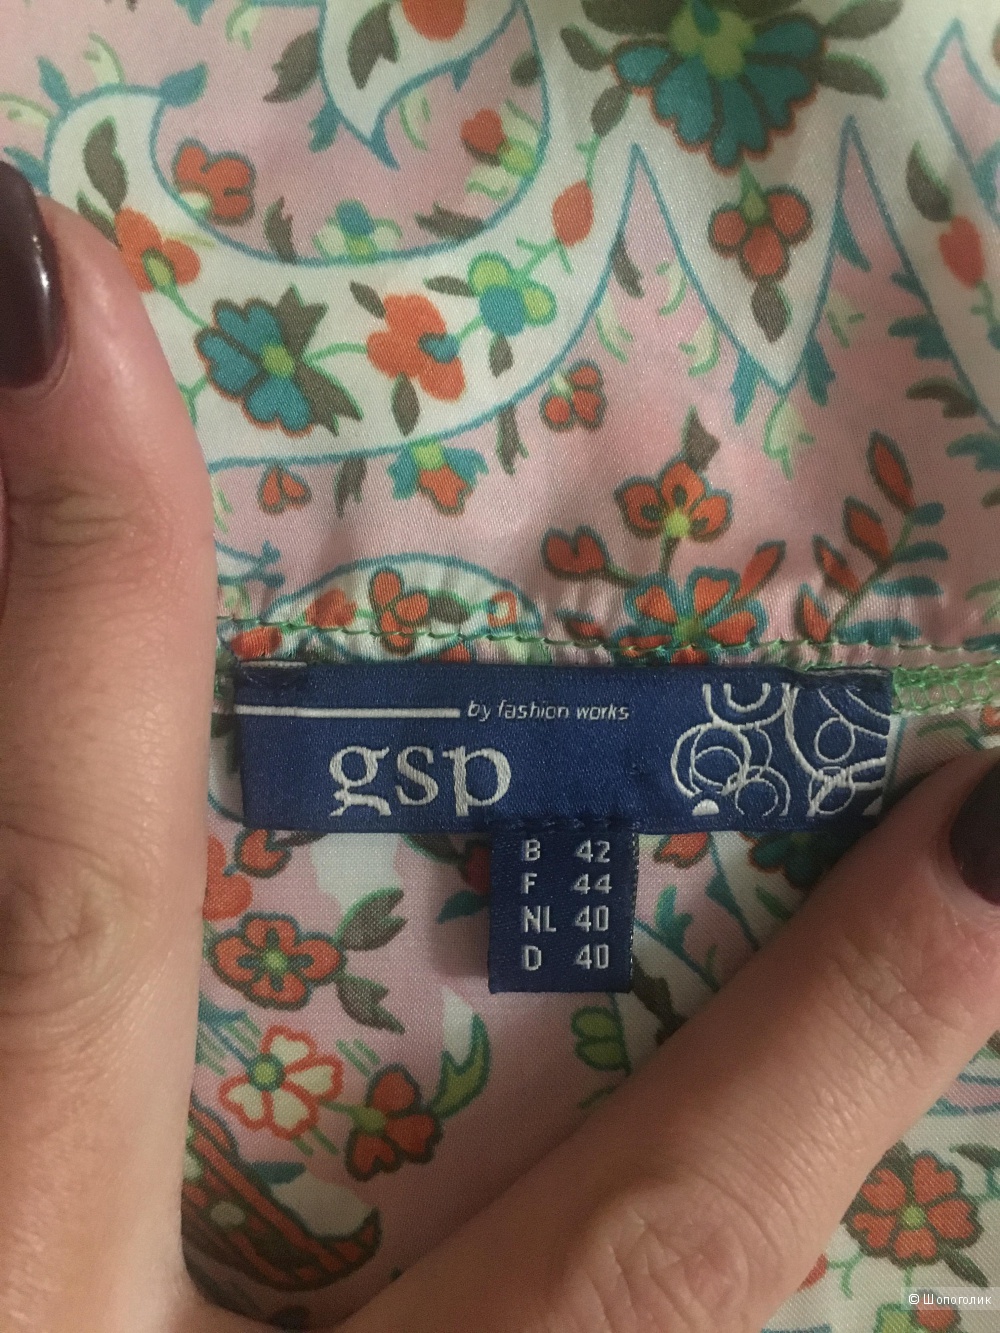 by fashion works
gsp
B 42
F 44
NL 40
D 40
© Шопоголик